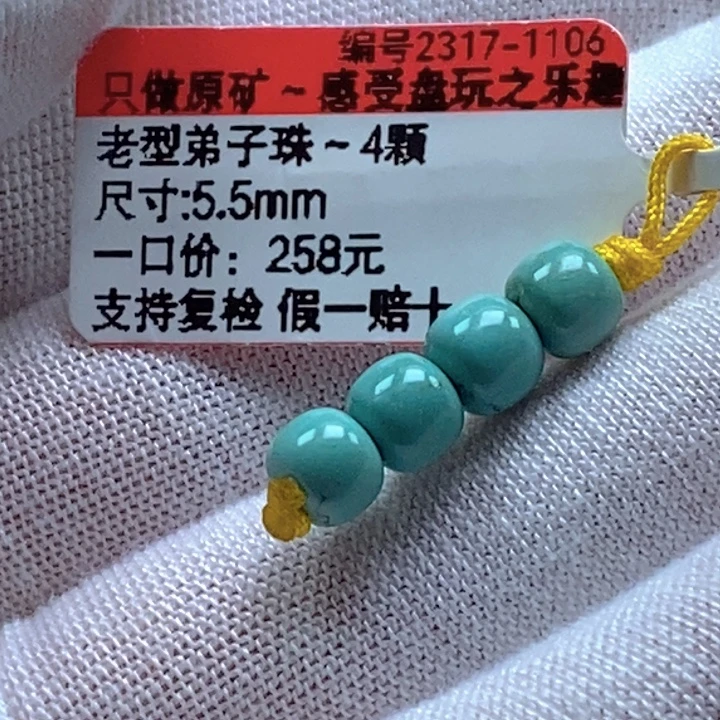 编号2317-1106
只做原矿~感受盘玩之乐趣
老型弟子珠~4颗
尺寸:5.5mm
一口价：258元
支持复检 假一赔十